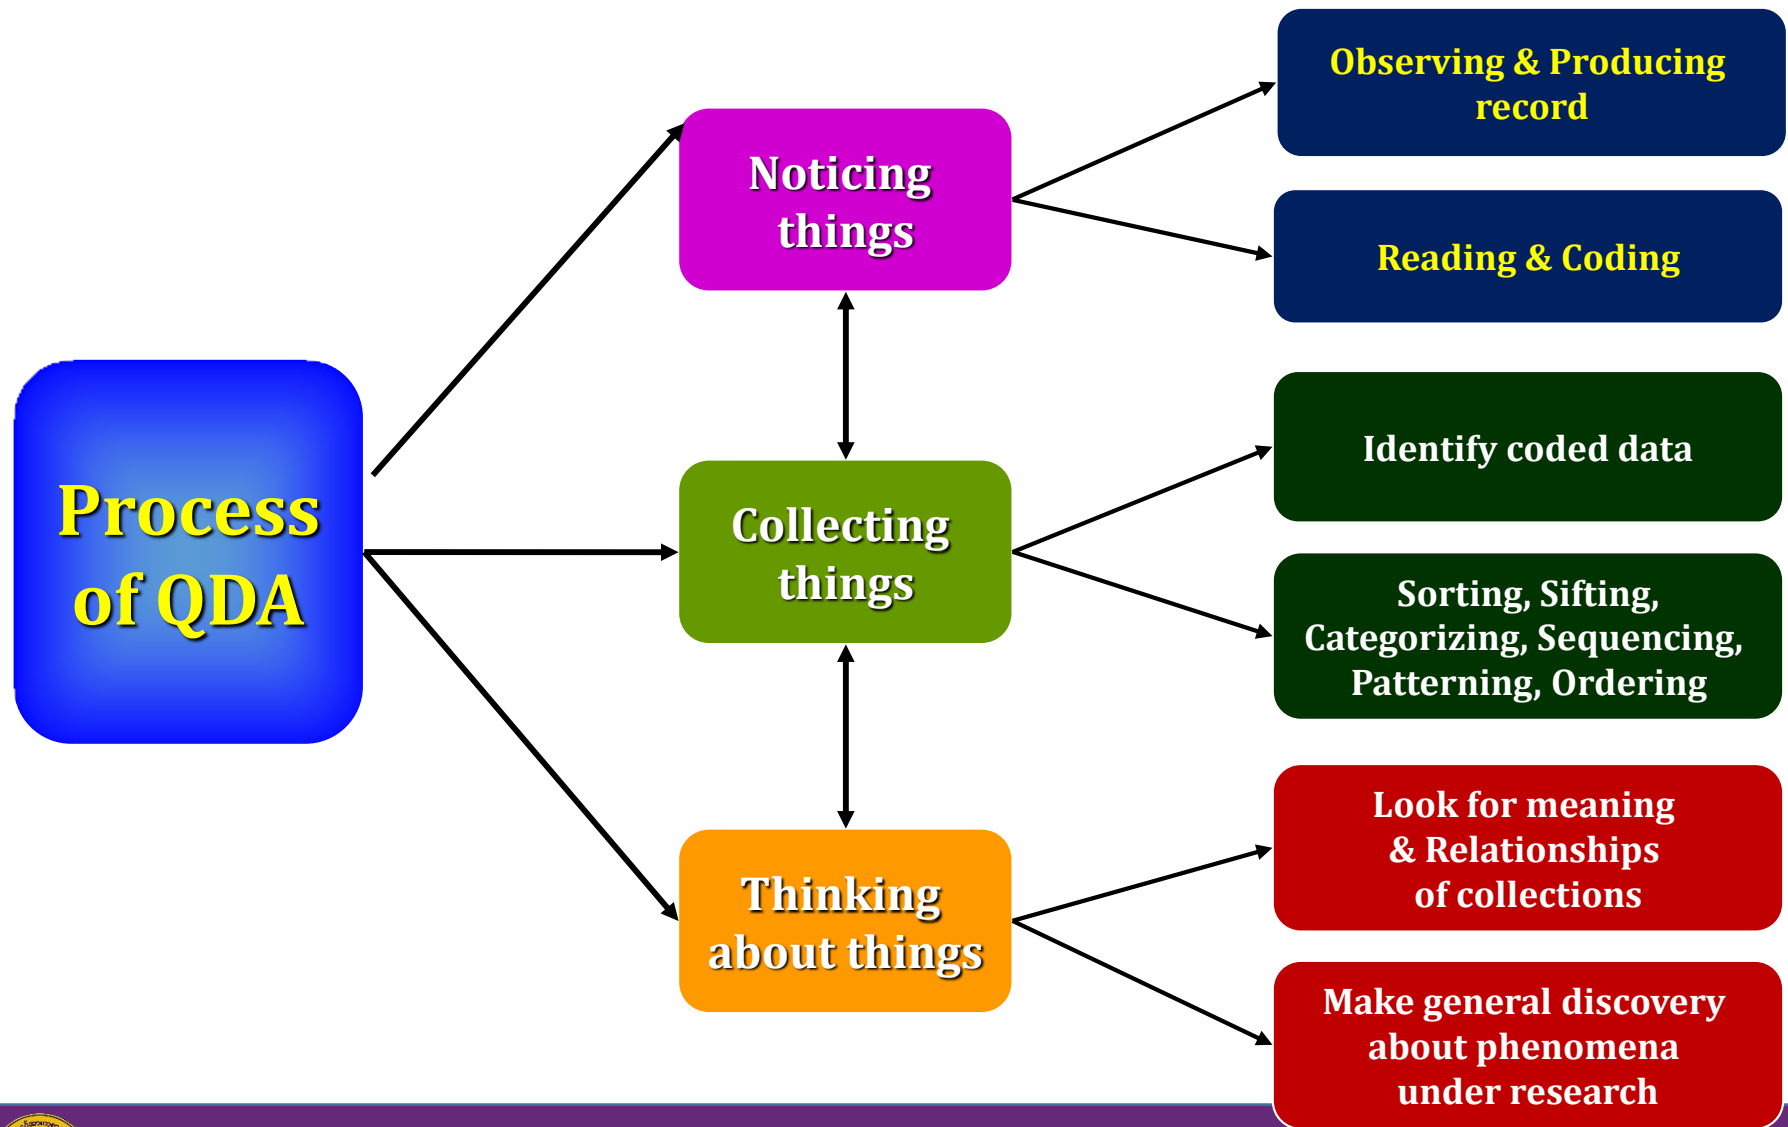 Process
of QDA
Noticing
things
Collecting
things
Thinking
about things
Observing & Producing
record
Reading & Coding
Identify coded data
Sorting, Sifting,
Categorizing, Sequencing,
Patterning, Ordering
Look for meaning
& Relationships
of collections
Make general discovery
about phenomena
under research